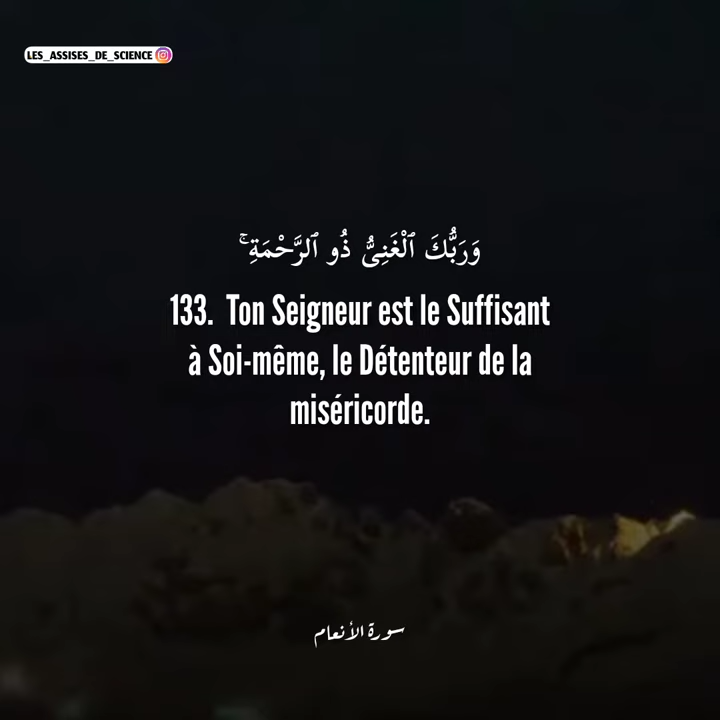 LES_ASSISES_DE_SCIENCE
وَرَبُّكَ ٱلْغَنِىُّ ذُو ٱلرَّحْمَةِ ۚ
133. Ton Seigneur est le Suffisant
à Soi-même, le Détenteur de la
miséricorde.
سورة الأنعام